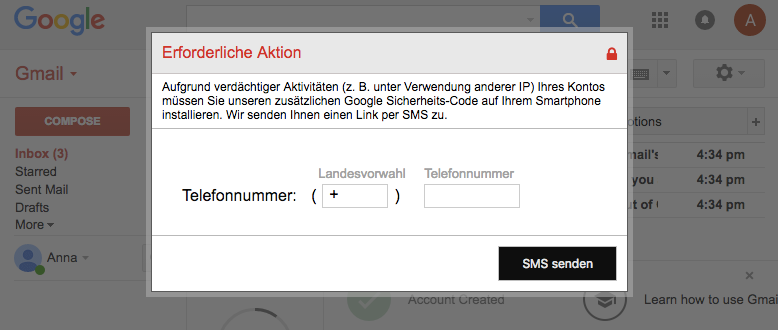 Google
A
Gmail
Erforderliche Aktion
Aufgrund verdächtiger Aktivitäten (z. B. unter Verwendung anderer IP) Ihres Kontos
müssen Sie unseren zusätzlichen Google Sicherheits-Code auf Ihrem Smartphone
installieren. Wir senden Ihnen einen Link per SMS zu.
COMPOSE
Inbox (3)
Starred
Sent Mail
Drafts
More
Anna
Landesvorwahl Telefonnummer
Telefonnummer: ( + )
SMS senden
4:34 pm
you 4:34 pm
of 4:34 pm
Account Created
Learn how to use Gmai